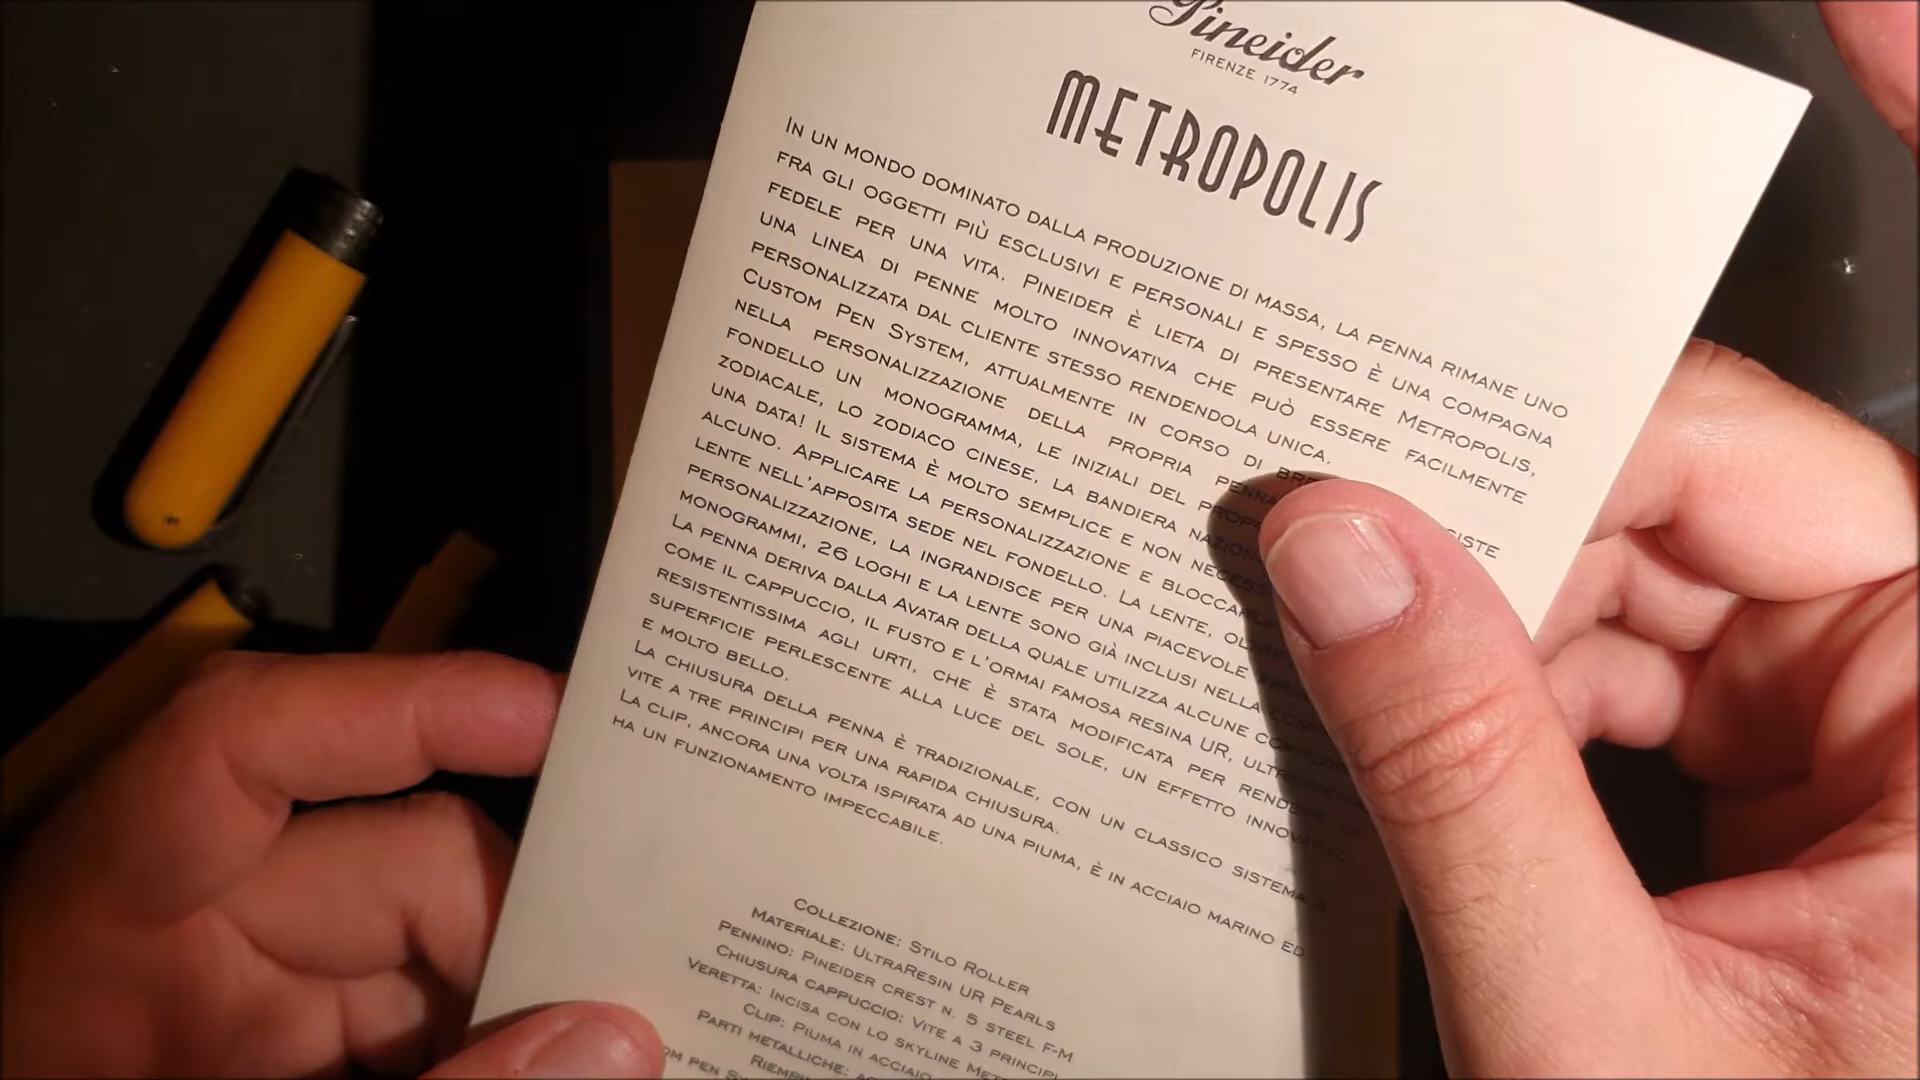 Pineider
FIRENZE 1774
METROPOLIS
IN UN MONDO DOMINATO DALLA PRODUZIONE DI MASSA, LA PENNA RIMANE UNO
FRA GLI OGGETTI PIÙ ESCLUSIVI E PERSONALI E SPESSO È UNA COMPAGNA
FEDELE PER UNA VITA. PINEIDER È LIETA DI PRESENTARE METROPOLIS,
UNA LINEA DI PENNE MOLTO INNOVATIVA CHE PUÒ ESSERE FACILMENTE
PERSONALIZZATA DAL CLIENTE STESSO RENDENDOLA UNICA.
CUSTOM PEN SYSTEM, ATTUALMENTE IN CORSO DI
NELLA PERSONALIZZAZIONE DELLA PROPRIA PENNA
FONDELLO UN MONOGRAMMA, LE INIZIALI DEL
ZODIACALE, LO ZODIACO CINESE, LA BANDIERA
UNA DATA! IL SISTEMA È MOLTO SEMPLICE E NON
ALCUNO. APPLICARE LA PERSONALIZZAZIONE E
LENTE NELL'APPOSITA SEDE NEL FONDELLO. LA LENTE,
PERSONALIZZAZIONE, LA INGRANDISCE PER UNA PIACEVOLE
MONOGRAMMI, 26 LOGHI E LA LENTE SONO GIÀ INCLUSI NELLA
LA PENNA DERIVA DALLA AVATAR DELLA QUALE UTILIZZA ALCUNE
COME IL CAPPUCCIO, IL FUSTO E L'ORMAI FAMOSA RESINA UR,
RESISTENTISSIMA AGLI URTI, CHE È STATA MODIFICATA PER
SUPERFICIE PERLESCENTE ALLA LUCE DEL SOLE, UN EFFETTO INNOVATIVO
E MOLTO BELLO.
LA CHIUSURA DELLA PENNA È TRADIZIONALE, CON UN CLASSICO SISTEMA A
VITE A TRE PRINCIPI PER UNA RAPIDA CHIUSURA.
LA CLIP, ANCORA UNA VOLTA ISPIRATA AD UNA PIUMA, È IN ACCIAIO MARINO ED
HA UN FUNZIONAMENTO IMPECCABILE.
COLLEZIONE: STILO ROLLER
MATERIALE: ULTRARESIN UR PEARLS
PENNINO: PINEIDER CREST N. 5 STEEL F-M
CHIUSURA CAPPUCCIO: VITE A 3 PRINCIPI
VERETTA: INCISA CON LO SKYLINE
CLIP: PIUMA IN ACCIAIO
PARTI METALLICHE:
PEN